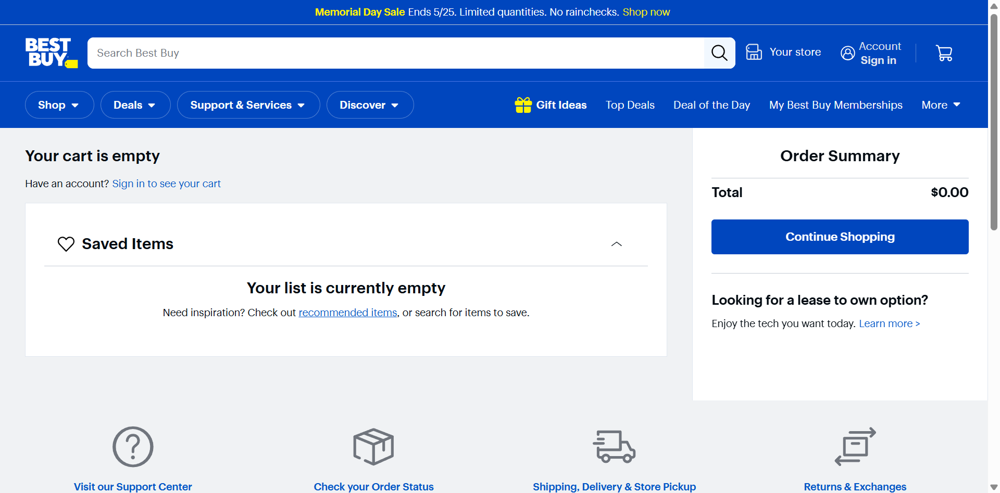 Memorial Day Sale Ends 5/25. Limited quantities. No rainchecks. Shop now
BEST
BUY
Search Best Buy
Your store
Account
Sign in
Shop
Deals
Support & Services
Discover
Gift Ideas
Top Deals
Deal of the Day
My Best Buy Memberships
More
Your cart is empty
Have an account? Sign in to see your cart
Saved Items
Your list is currently empty
Need inspiration? Check out recommended items, or search for items to save.
Order Summary
Total $0.00
Continue Shopping
Looking for a lease to own option?
Enjoy the tech you want today. Learn more >
Visit our Support Center
Check your Order Status
Shipping, Delivery & Store Pickup
Returns & Exchanges